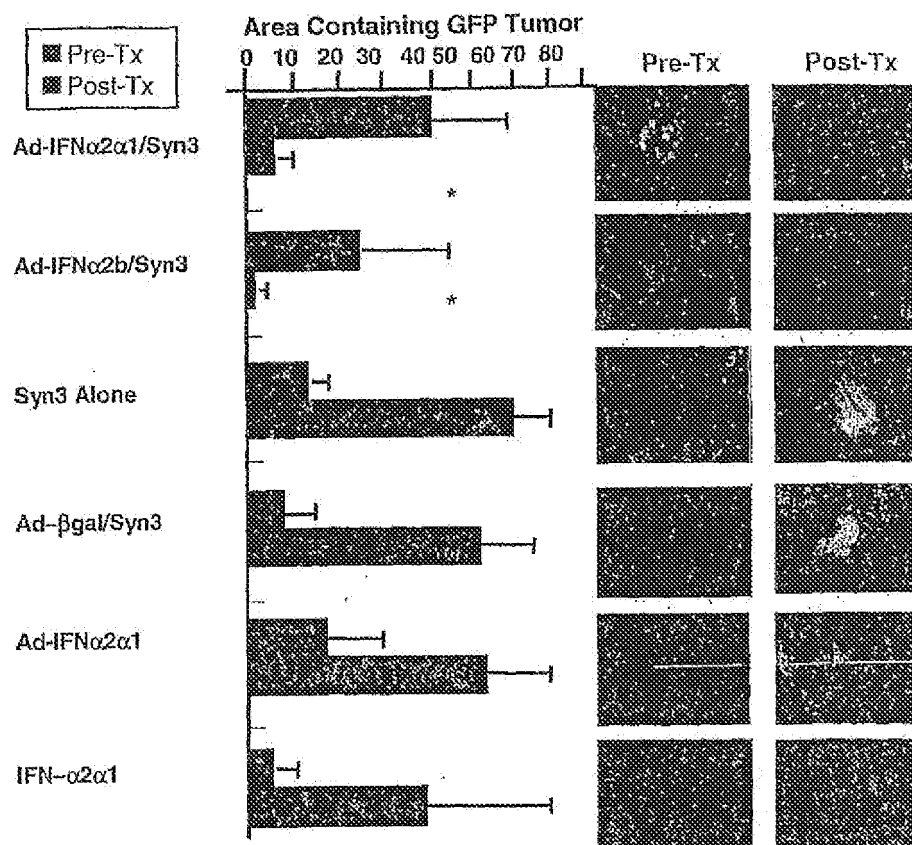 Area Containing GFP Tumor
Pre-Tx
Post-Tx
0 10 20 30 40 50 60 70 80
Pre-Tx Post-Tx
Ad-IFNα2α1/Syn3
*
Ad-IFNα2b/Syn3
*
Syn3 Alone
Ad-βgal/Syn3
Ad-IFNα2α1
IFN-α2α1